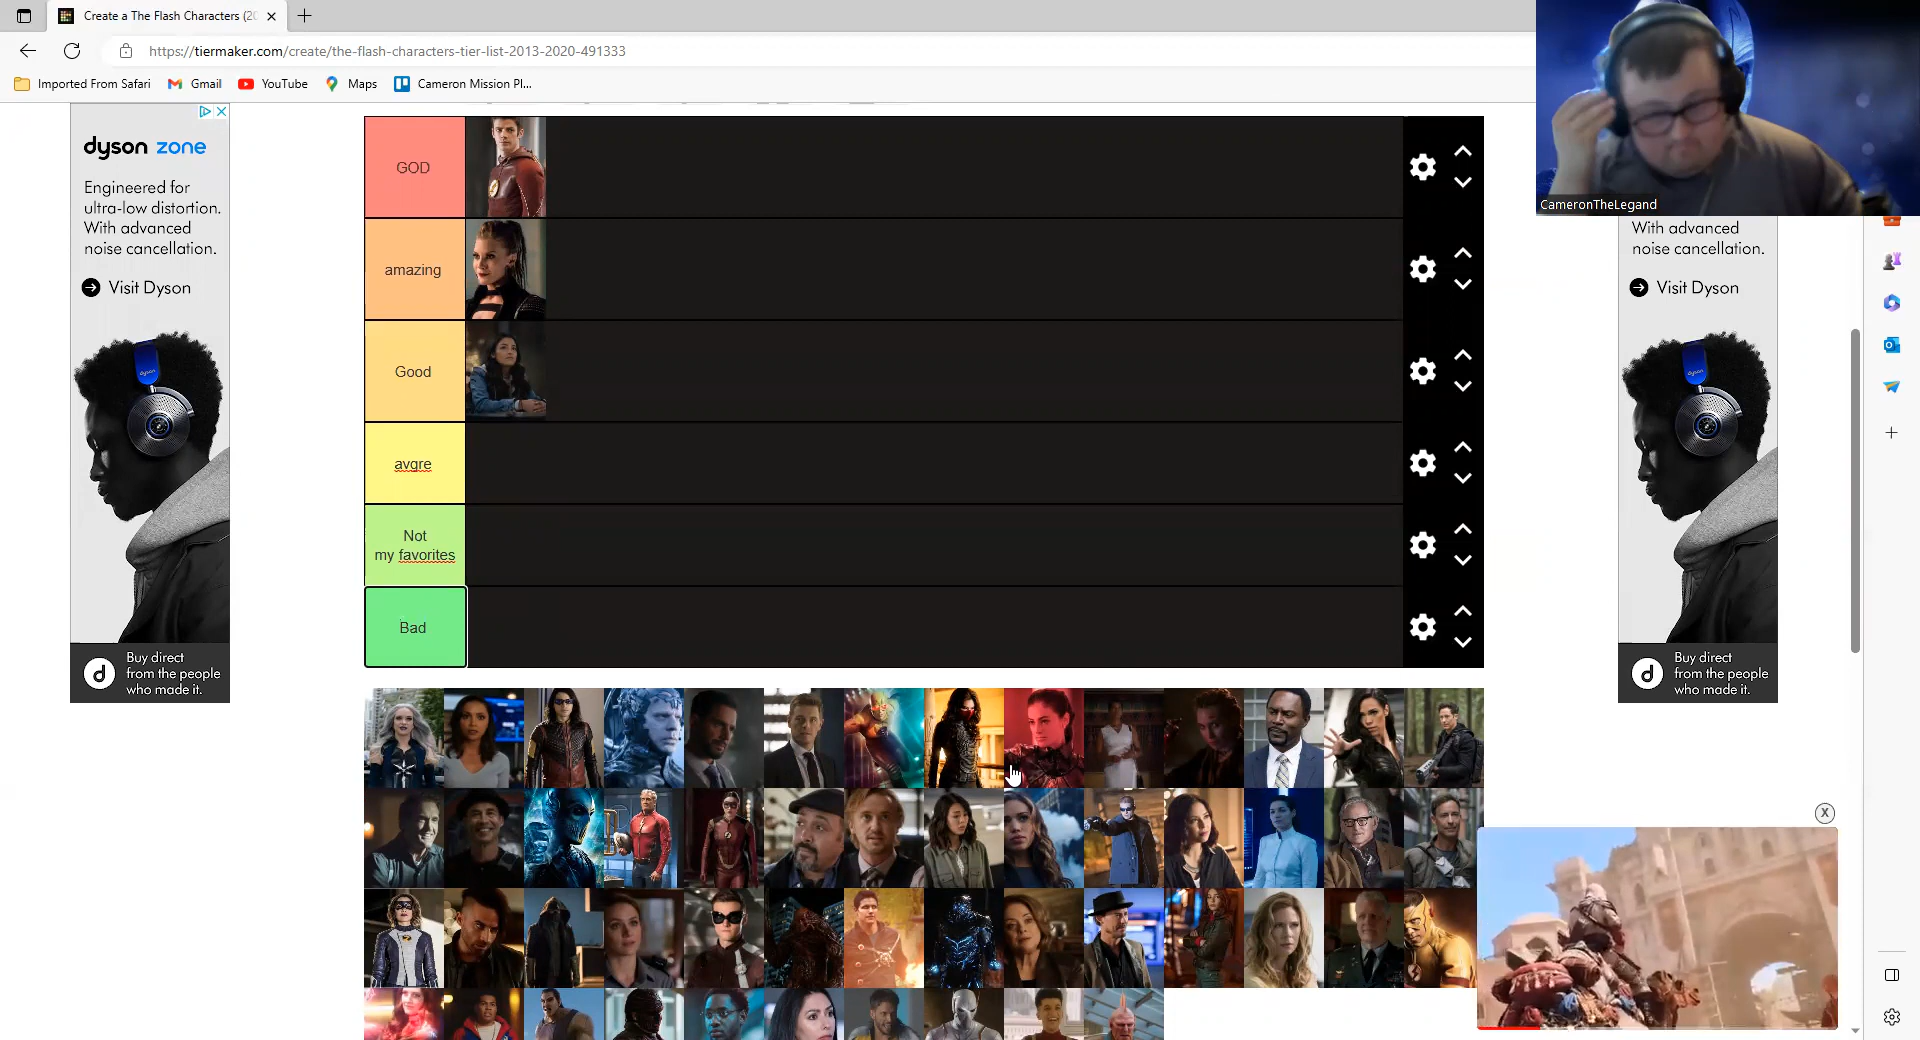 Create a The Flash Characters (20
https://tiermaker.com/create/the-flash-characters-tier-list-2013-2020-491333
Imported From Safari
Gmail
YouTube
Maps
Cameron Mission Pl...
CameronTheLegand
dyson zone
Engineered for
ultra-low distortion.
With advanced
noise cancellation.
Visit Dyson
Buy direct
from the people
who made it.
GOD
amazing
Good
avgre
Not
my favorites
Bad
With advanced
noise cancellation.
Visit Dyson
Buy direct
from the people
who made it.
X